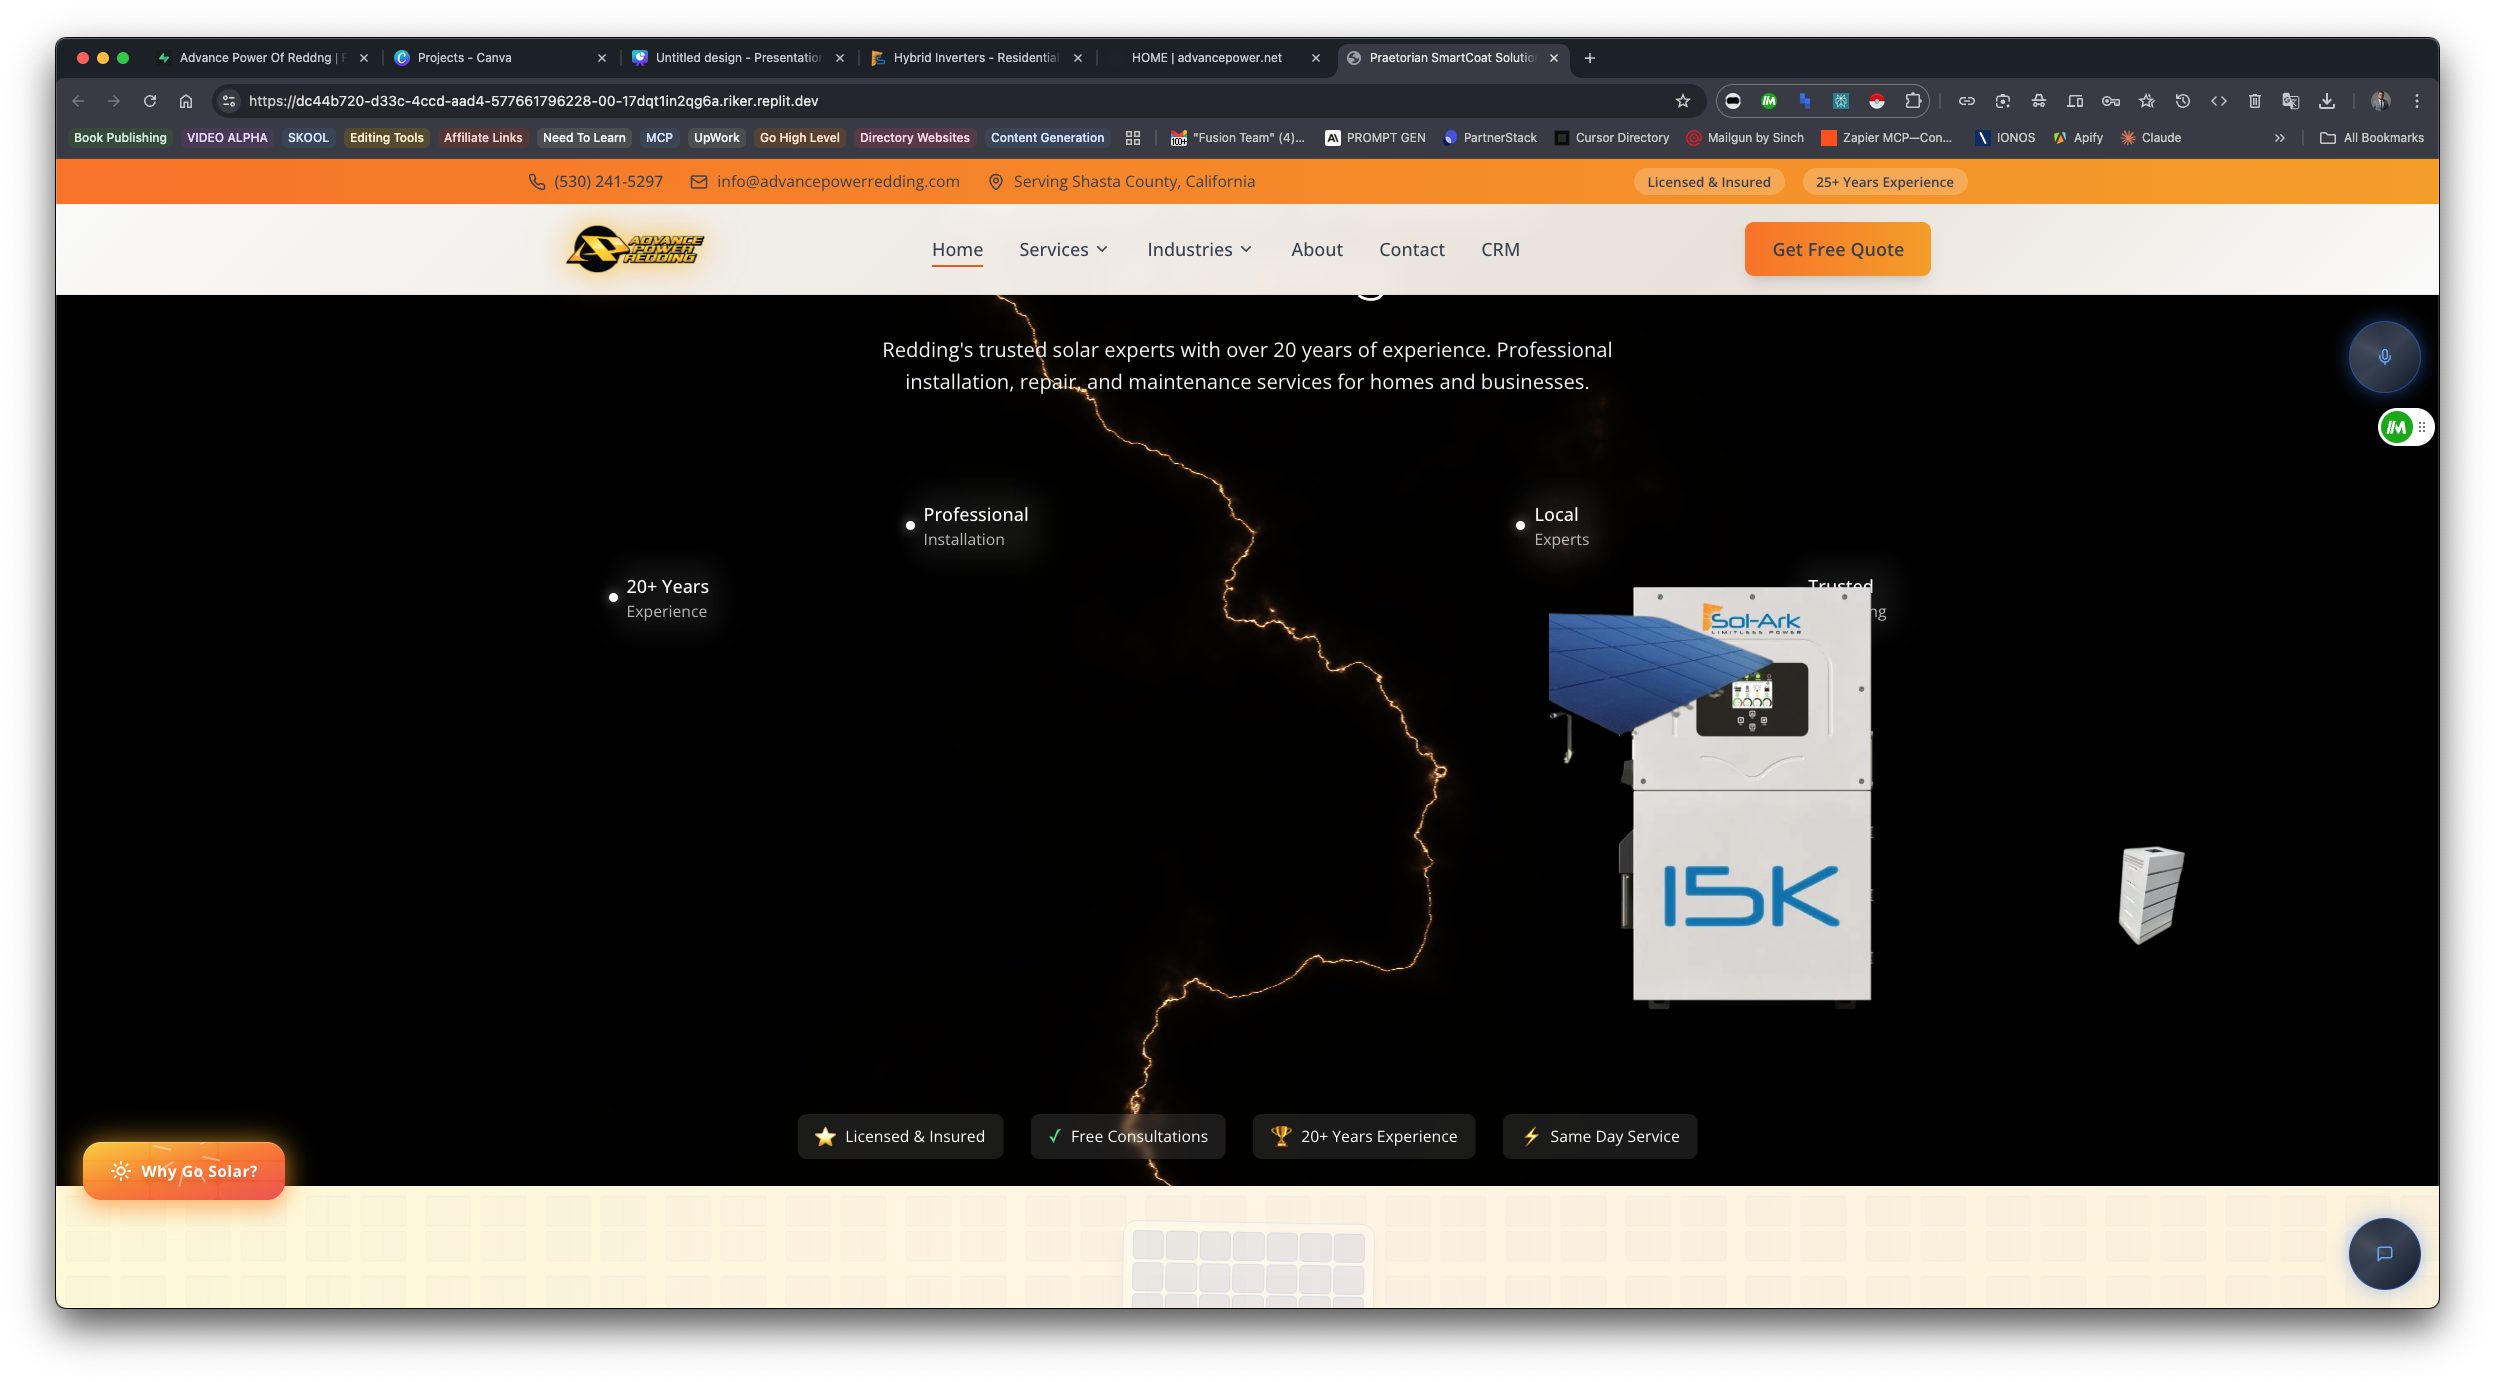 Advance Power Of Reddng |
Projects - Canva
Untitled design - Presentation
Hybrid Inverters - Residential
HOME | advancepower.net
Praetorian SmartCoat Solutio
https://dc44b720-d33c-4ccd-aad4-577661796228-00-17dqt1in2qg6a.riker.replit.dev
Book Publishing
VIDEO ALPHA
SKOOL
Editing Tools
Affiliate Links
Need To Learn
MCP
UpWork
Go High Level
Directory Websites
Content Generation
"Fusion Team" (4)...
PROMPT GEN
PartnerStack
Cursor Directory
Mailgun by Sinch
Zapier MCP—Con...
IONOS
Apify
Claude
All Bookmarks
(530) 241-5297
info@advancepowerredding.com
Serving Shasta County, California
Licensed & Insured
25+ Years Experience
ADVANCE
POWER
REDDING
Home
Services
Industries
About
Contact
CRM
Get Free Quote
Redding's trusted solar experts with over 20 years of experience. Professional
installation, repair, and maintenance services for homes and businesses.
Professional
Installation
Local
Experts
20+ Years
Experience
Trusted
Sol-Ark
LIMITLESS POWER
15K
Licensed & Insured
Free Consultations
20+ Years Experience
Same Day Service
Why Go Solar?